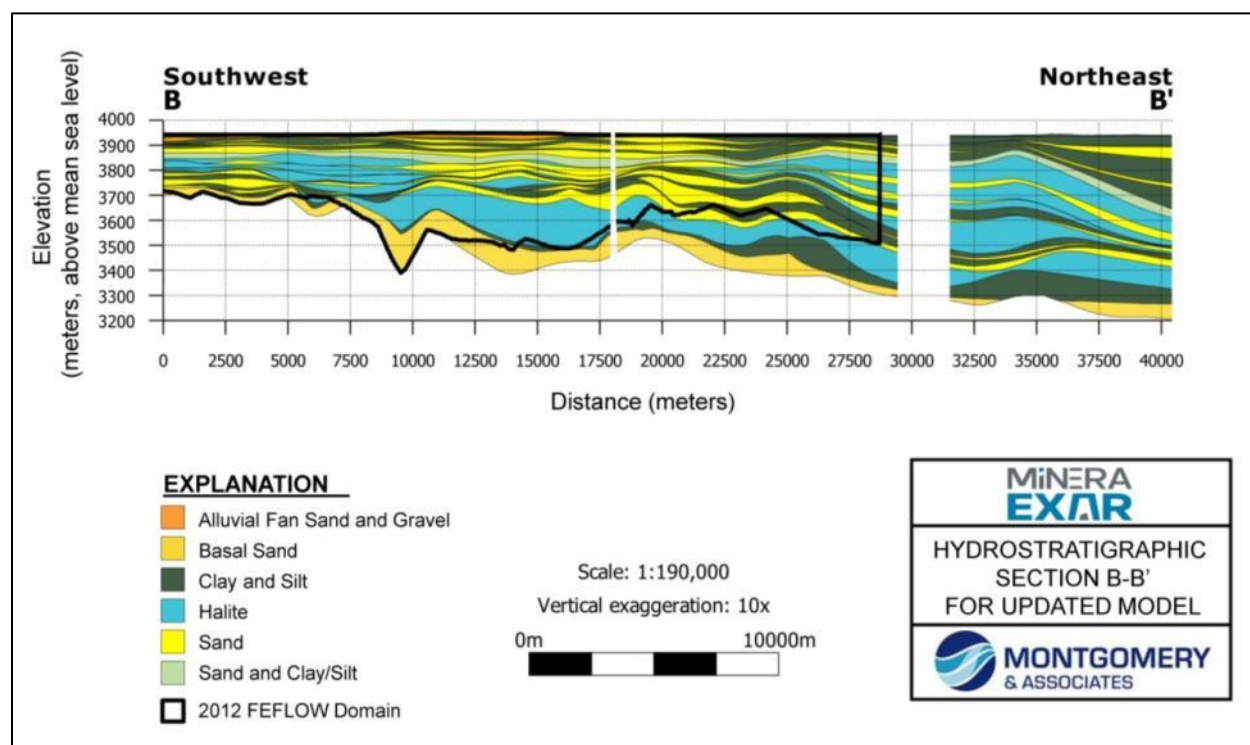 Southwest
B
Northeast
B'
Elevation
(meters, above mean sea level)
4000
3900
3800
3700
3600
3500
3400
3300
3200
0 2500 5000 7500 10000 12500 15000 17500 20000 22500 25000 27500 30000 32500 35000 37500 40000
Distance (meters)
EXPLANATION
Alluvial Fan Sand and Gravel
Basal Sand
Clay and Silt
Halite
Sand
Sand and Clay/Silt
2012 FEFLOW Domain
Scale: 1:190,000
Vertical exaggeration: 10x
0m 10000m
MINERA
EXAR
HYDROSTRATIGRAPHIC
SECTION B-B’
FOR UPDATED MODEL
MONTGOMERY
& ASSOCIATES